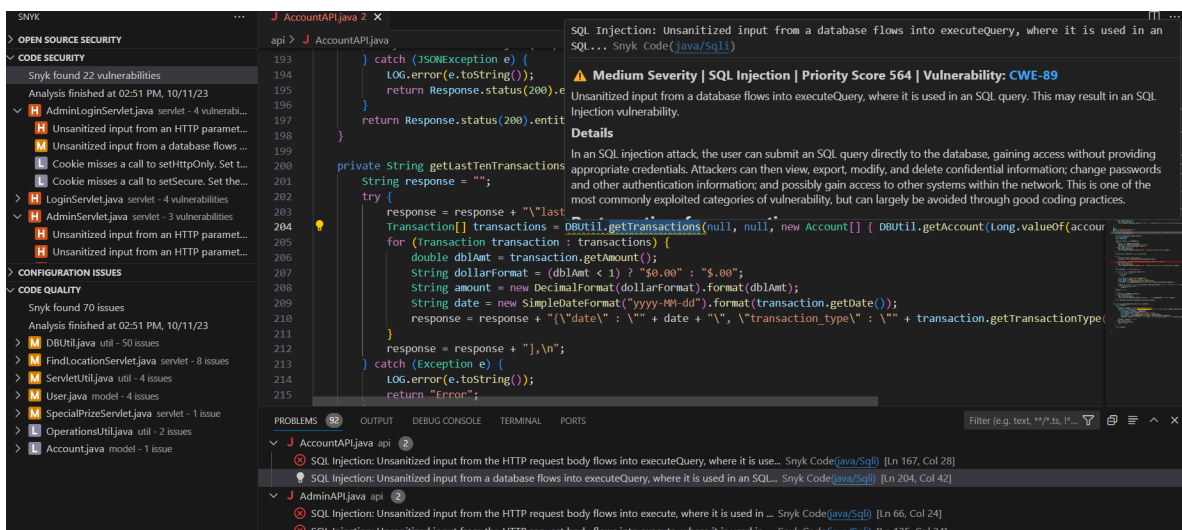 SNYK
OPEN SOURCE SECURITY
CODE SECURITY
Snyk found 22 vulnerabilities
Analysis finished at 02:51 PM, 10/11/23
H AdminLoginServlet.java servlet - 4 vulnerabi...
H Unsanitized input from an HTTP paramet...
M Unsanitized input from a database flows ...
L Cookie misses a call to setHttpOnly. Set t...
L Cookie misses a call to setSecure. Set the...
H LoginServlet.java servlet - 4 vulnerabilities
H AdminServlet.java servlet - 3 vulnerabilities
H Unsanitized input from an HTTP paramet...
H Unsanitized input from an HTTP paramet...
CONFIGURATION ISSUES
CODE QUALITY
Snyk found 70 issues
Analysis finished at 02:51 PM, 10/11/23
M DBUtil.java util - 50 issues
M FindLocationServlet.java servlet - 8 issues
M ServletUtil.java util - 4 issues
M User.java model - 4 issues
M SpecialPrizeServlet.java servlet - 1 issue
L OperationsUtil.java util - 2 issues
L Account.java model - 1 issue
J AccountAPI.java 2 ×
api > J AccountAPI.java
193 } catch (JSONException e) {
194 LOG.error(e.toString());
195 return Response.status(200).e
196 }
197 return Response.status(200).entit
198 }
199
200 private String getLastTenTransactions
201 String response = "";
202 try {
203 response = response + "\"last
204 Transaction[] transactions = DBUtil.getTransactions(null, null, new Account[] { DBUtil.getAccount(Long.valueOf(accour
205 for (Transaction transaction : transactions) {
206 double dblAmt = transaction.getAmount();
207 String dollarFormat = (dblAmt < 1) ? "$0.00" : "$.00";
208 String amount = new DecimalFormat(dollarFormat).format(dblAmt);
209 String date = new SimpleDateFormat("yyyy-MM-dd").format(transaction.getDate());
210 response = response + "{\"date\" : \"" + date + "\", \"transaction_type\" : \"" + transaction.getTransactionType(
211 }
212 response = response + "],\n";
213 } catch (Exception e) {
214 LOG.error(e.toString());
215 return "Error";
SQL Injection: Unsanitized input from a database flows into executeQuery, where it is used in an
SQL... Snyk Code(java/Sqli)
Medium Severity | SQL Injection | Priority Score 564 | Vulnerability: CWE-89
Unsanitized input from a database flows into executeQuery, where it is used in an SQL query. This may result in an SQL
Injection vulnerability.
Details
In an SQL injection attack, the user can submit an SQL query directly to the database, gaining access without providing
appropriate credentials. Attackers can then view, export, modify, and delete confidential information; change passwords
and other authentication information; and possibly gain access to other systems within the network. This is one of the
most commonly exploited categories of vulnerability, but can largely be avoided through good coding practices.
PROBLEMS 92 OUTPUT DEBUG CONSOLE TERMINAL PORTS
Filter (e.g. text, **/*.ts, !*...
J AccountAPI.java api 2
SQL Injection: Unsanitized input from the HTTP request body flows into executeQuery, where it is use... Snyk Code(java/Sqli) [Ln 167, Col 28]
SQL Injection: Unsanitized input from a database flows into executeQuery, where it is used in an SQL... Snyk Code(java/Sqli) [Ln 204, Col 42]
J AdminAPI.java api 2
SQL Injection: Unsanitized input from the HTTP request body flows into execute, where it is used in ... Snyk Code(java/Sqli) [Ln 66, Col 24]